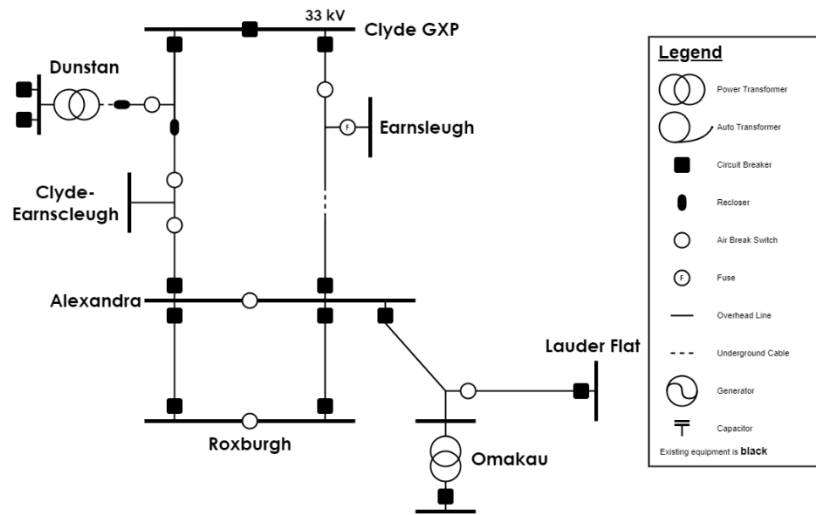 33 kV
Clyde GXP
Dunstan
F
Earnsleugh
Clyde-
Earnscleugh
Alexandra
Lauder Flat
Roxburgh
Omakau
Legend
Power Transformer
Auto Transformer
Circuit Breaker
Recloser
Air Break Switch
F
Fuse
Overhead Line
Underground Cable
Generator
Capacitor
Existing equipment is black